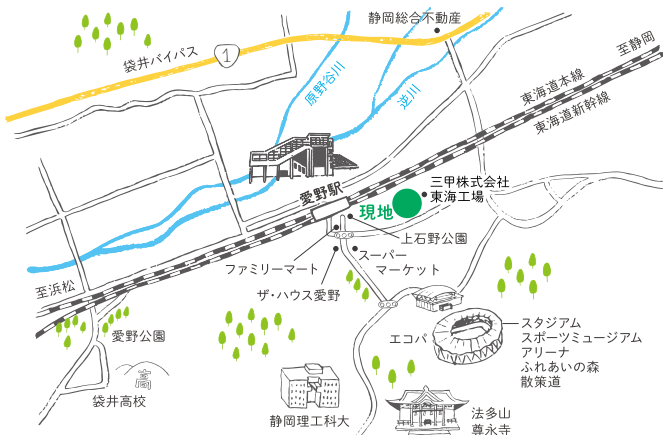 静岡総合不動産
袋井バイパス
1
原野谷川
逆川
至静岡
東海道本線
東海道新幹線
愛野駅
三甲株式会社
東海工場
現地
上石野公園
ファミリーマート
スーパー
マーケット
ザ・ハウス愛野
至浜松
愛野公園
高
袋井高校
エコパ
スタジアム
スポーツミュージアム
アリーナ
ふれあいの森
散策道
静岡理工科大
法多山
尊永寺